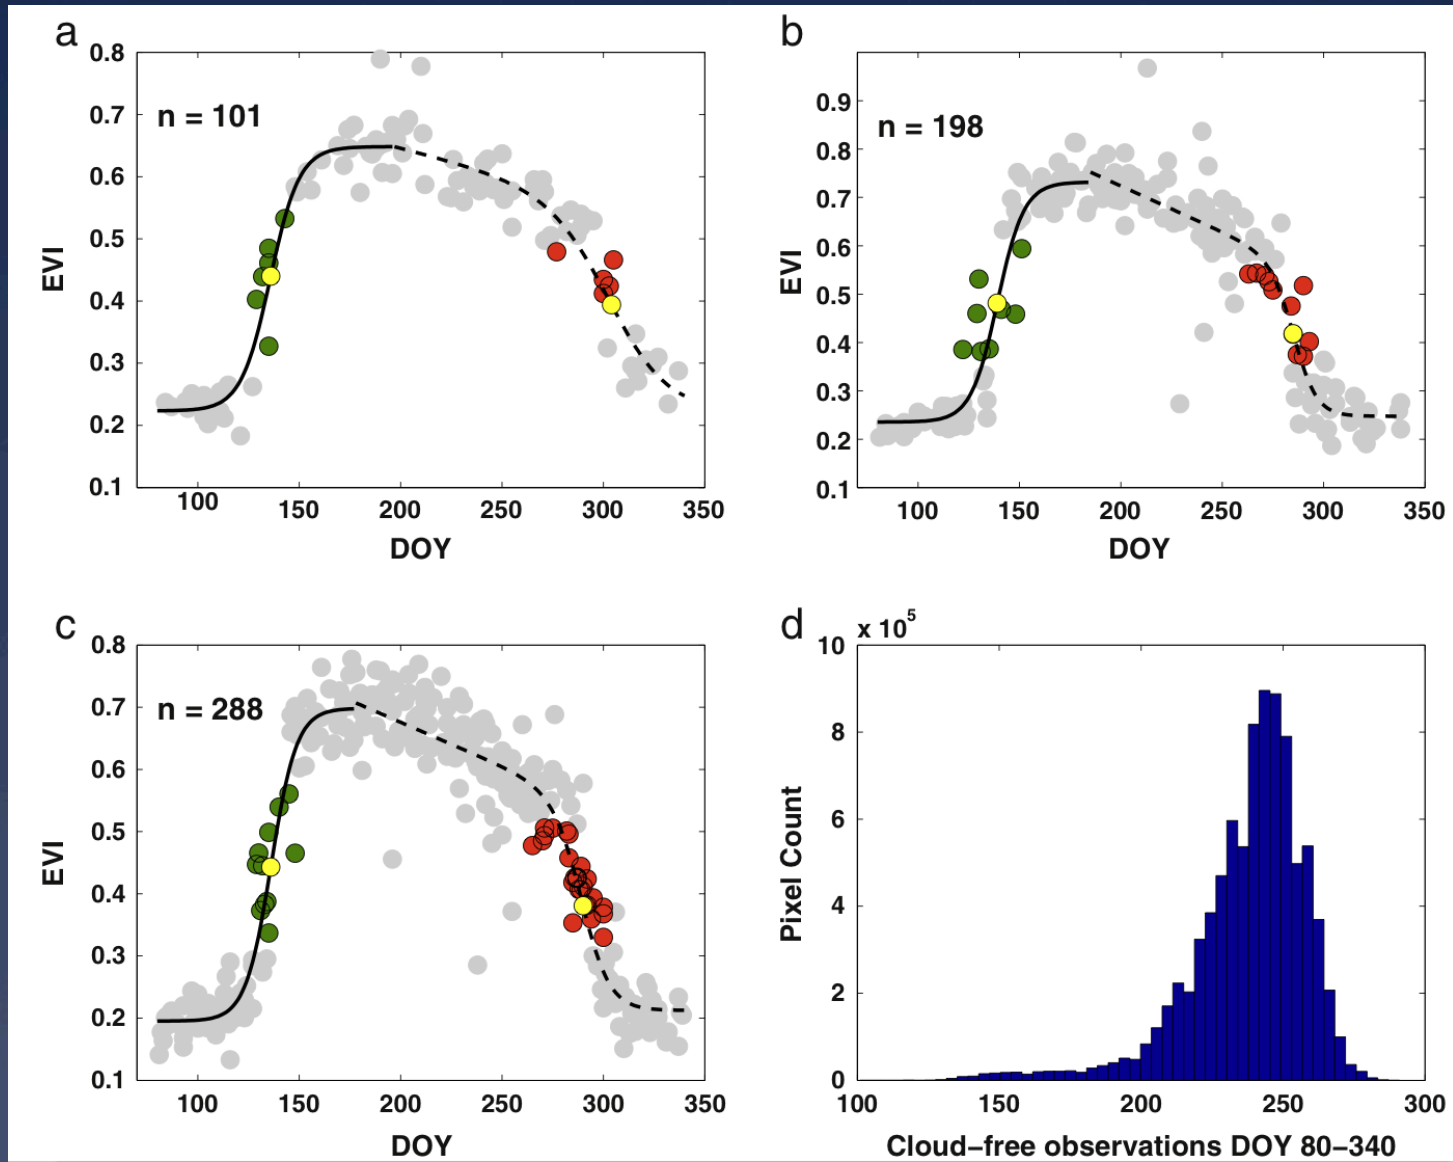 a
n = 101
EVI
0.8
0.7
0.6
0.5
0.4
0.3
0.2
0.1
100 150 200 250 300 350
DOY
b
n = 198
EVI
0.9
0.8
0.7
0.6
0.5
0.4
0.3
0.2
0.1
100 150 200 250 300 350
DOY
c
n = 288
EVI
0.8
0.7
0.6
0.5
0.4
0.3
0.2
0.1
100 150 200 250 300 350
DOY
d
x 10⁵
Pixel Count
10
8
6
4
2
0
100 150 200 250 300
Cloud–free observations DOY 80–340